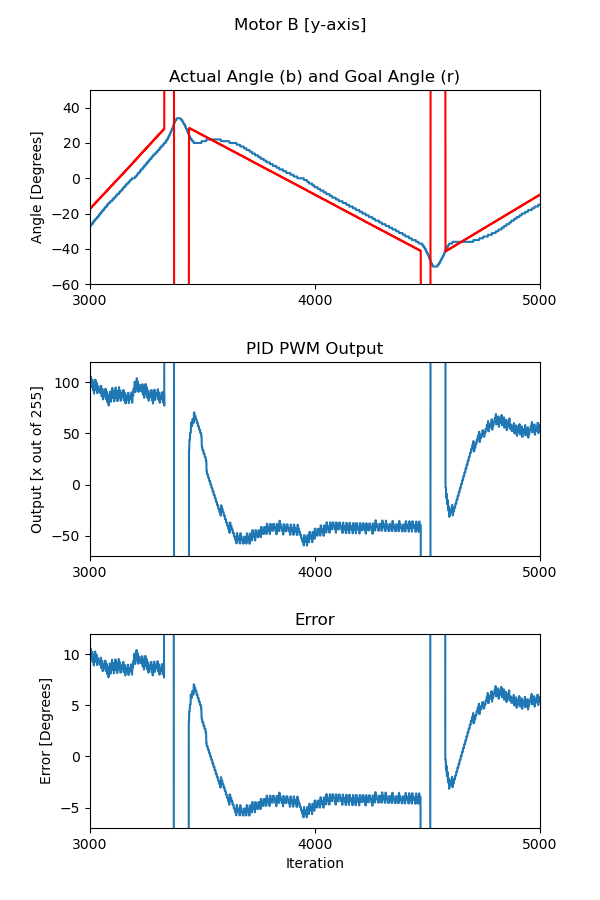 Motor B [y-axis]
Actual Angle (b) and Goal Angle (r)
Angle [Degrees]
40
20
0
−20
−40
−60
3000
4000
5000
PID PWM Output
Output [x out of 255]
100
50
0
−50
3000
4000
5000
Error
Error [Degrees]
10
5
0
−5
3000
4000
5000
Iteration